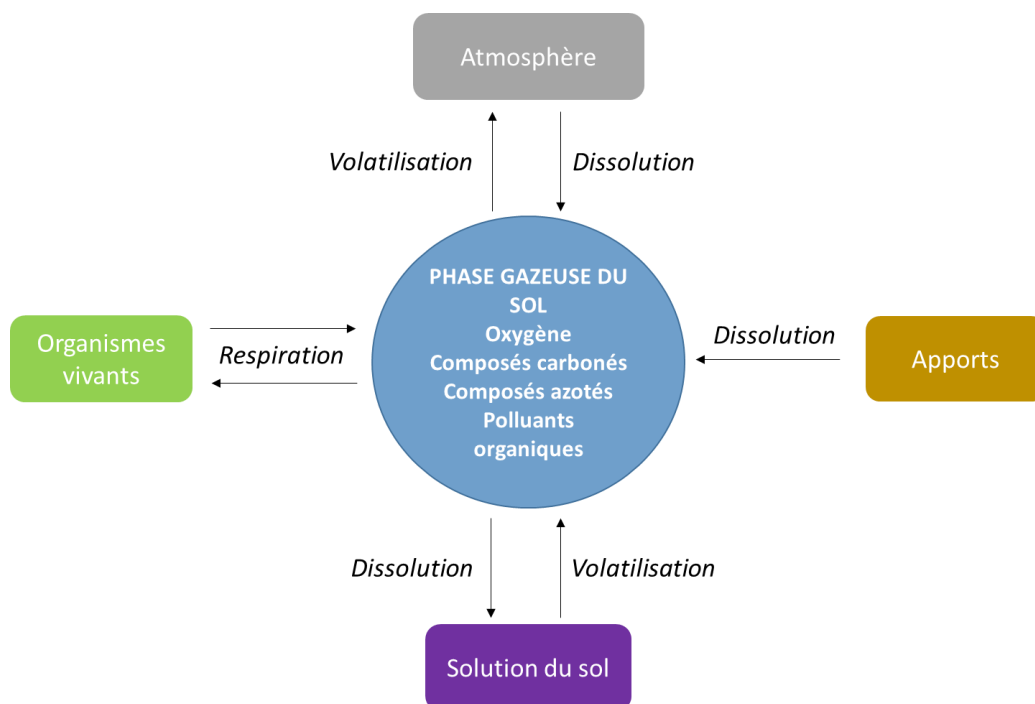 Atmosphère
Volatilisation
Dissolution
PHASE GAZEUSE DU
SOL
Oxygène
Composés carbonés
Composés azotés
Polluants
organiques
Organismes
vivants
Respiration
Dissolution
Apports
Dissolution
Volatilisation
Solution du sol